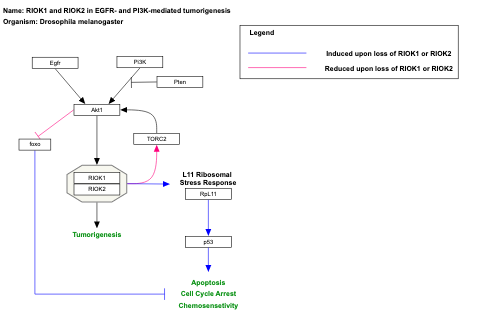 Name: RIOK1 and RIOK2 in EGFR- and PI3K-mediated tumorigenesis
Organism: Drosophila melanogaster
Legend
Induced upon loss of RIOK1 or RIOK2
Reduced upon loss of RIOK1 or RIOK2
Egfr
PI3K
Pten
Akt1
TORC2
foxo
RIOK1
RIOK2
L11 Ribosomal
Stress Response
RpL11
Tumorigenesis
p53
Apoptosis
Cell Cycle Arrest
Chemosensetivity